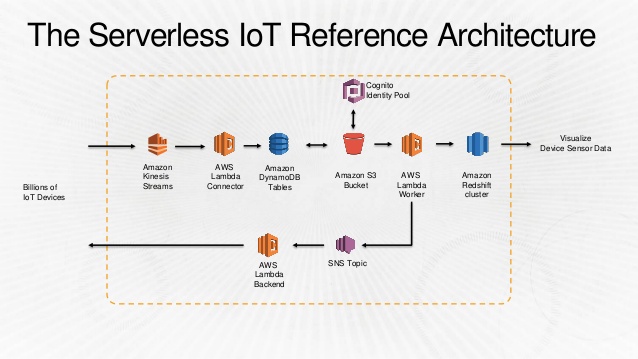 The Serverless IoT Reference Architecture
Cognito
Identity Pool
Billions of
IoT Devices
Amazon
Kinesis
Streams
AWS
Lambda
Connector
Amazon
DynamoDB
Tables
Amazon S3
Bucket
AWS
Lambda
Worker
Amazon
Redshift
cluster
Visualize
Device Sensor Data
AWS
Lambda
Backend
SNS Topic